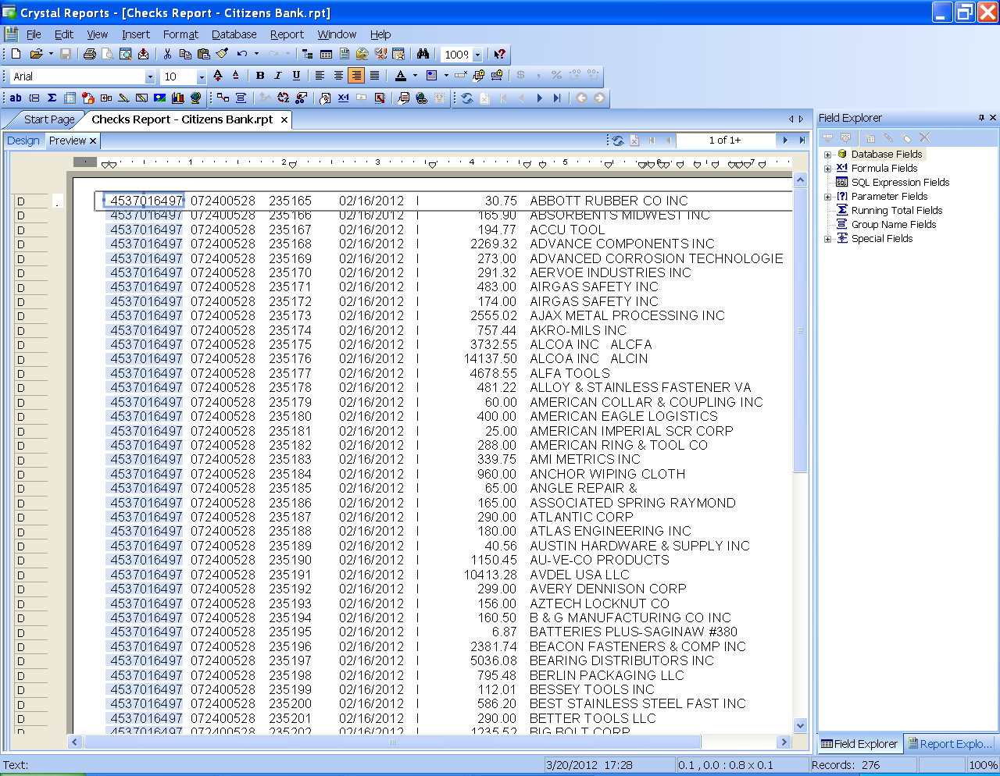 Crystal Reports - [Checks Report - Citizens Bank.rpt]
File Edit View Insert Format Database Report Window Help
100%
Arial 10 B I U A $ , %
ab
Start Page Checks Report - Citizens Bank.rpt
Field Explorer
Design Preview 1 of 1+
1 2 3 4 5 6 7
Database Fields
Formula Fields
SQL Expression Fields
Parameter Fields
Running Total Fields
Group Name Fields
Special Fields
D 4537016497 072400528 235165 02/16/2012 I 30.75 ABBOTT RUBBER CO INC
D 4537016497 072400528 235166 02/16/2012 I 165.90 ABSORBENTS MIDWEST INC
D 4537016497 072400528 235167 02/16/2012 I 194.77 ACCU TOOL
D 4537016497 072400528 235168 02/16/2012 I 2269.32 ADVANCE COMPONENTS INC
D 4537016497 072400528 235169 02/16/2012 I 273.00 ADVANCED CORROSION TECHNOLOGIE
D 4537016497 072400528 235170 02/16/2012 I 291.32 AERVOE INDUSTRIES INC
D 4537016497 072400528 235171 02/16/2012 I 483.00 AIRGAS SAFETY INC
D 4537016497 072400528 235172 02/16/2012 I 174.00 AIRGAS SAFETY INC
D 4537016497 072400528 235173 02/16/2012 I 2555.02 AJAX METAL PROCESSING INC
D 4537016497 072400528 235174 02/16/2012 I 757.44 AKRO-MILS INC
D 4537016497 072400528 235175 02/16/2012 I 3732.55 ALCOA INC ALCFA
D 4537016497 072400528 235176 02/16/2012 I 14137.50 ALCOA INC ALCIN
D 4537016497 072400528 235177 02/16/2012 I 4678.55 ALFA TOOLS
D 4537016497 072400528 235178 02/16/2012 I 481.22 ALLOY & STAINLESS FASTENER VA
D 4537016497 072400528 235179 02/16/2012 I 60.00 AMERICAN COLLAR & COUPLING INC
D 4537016497 072400528 235180 02/16/2012 I 400.00 AMERICAN EAGLE LOGISTICS
D 4537016497 072400528 235181 02/16/2012 I 25.00 AMERICAN IMPERIAL SCR CORP
D 4537016497 072400528 235182 02/16/2012 I 288.00 AMERICAN RING & TOOL CO
D 4537016497 072400528 235183 02/16/2012 I 339.75 AMI METRICS INC
D 4537016497 072400528 235184 02/16/2012 I 960.00 ANCHOR WIPING CLOTH
D 4537016497 072400528 235185 02/16/2012 I 65.00 ANGLE REPAIR &
D 4537016497 072400528 235186 02/16/2012 I 165.00 ASSOCIATED SPRING RAYMOND
D 4537016497 072400528 235187 02/16/2012 I 290.00 ATLANTIC CORP
D 4537016497 072400528 235188 02/16/2012 I 180.00 ATLAS ENGINEERING INC
D 4537016497 072400528 235189 02/16/2012 I 40.56 AUSTIN HARDWARE & SUPPLY INC
D 4537016497 072400528 235190 02/16/2012 I 1150.45 AU-VE-CO PRODUCTS
D 4537016497 072400528 235191 02/16/2012 I 10413.28 AVDEL USA LLC
D 4537016497 072400528 235192 02/16/2012 I 299.00 AVERY DENNISON CORP
D 4537016497 072400528 235193 02/16/2012 I 156.00 AZTECH LOCKNUT CO
D 4537016497 072400528 235194 02/16/2012 I 160.50 B & G MANUFACTURING CO INC
D 4537016497 072400528 235195 02/16/2012 I 6.87 BATTERIES PLUS-SAGINAW #380
D 4537016497 072400528 235196 02/16/2012 I 2381.74 BEACON FASTENERS & COMP INC
D 4537016497 072400528 235197 02/16/2012 I 5036.08 BEARING DISTRIBUTORS INC
D 4537016497 072400528 235198 02/16/2012 I 795.48 BERLIN PACKAGING LLC
D 4537016497 072400528 235199 02/16/2012 I 112.01 BESSEY TOOLS INC
D 4537016497 072400528 235200 02/16/2012 I 586.20 BEST STAINLESS STEEL FAST INC
D 4537016497 072400528 235201 02/16/2012 I 290.00 BETTER TOOLS LLC
D 4537016497 072400528 235202 02/16/2012 I 1235.52 BIG BOLT CORP
Field Explorer Report Explo...
Text: 3/20/2012 17:28 0.1 , 0.0 : 0.8 x 0.1 Records: 276 100%